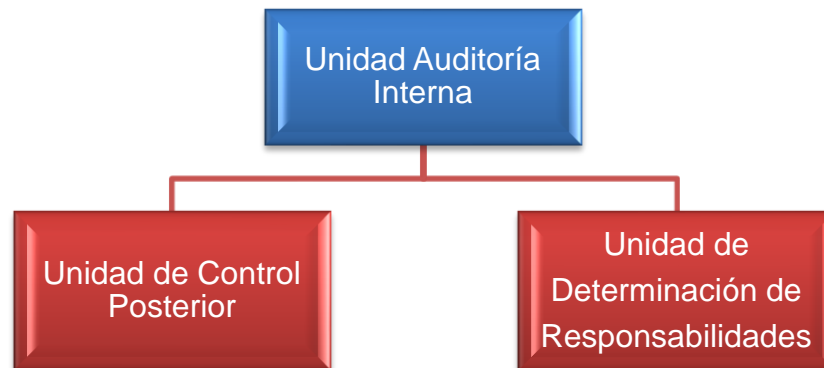 Unidad Auditoría
Interna
Unidad de Control
Posterior
Unidad de
Determinación de
Responsabilidades